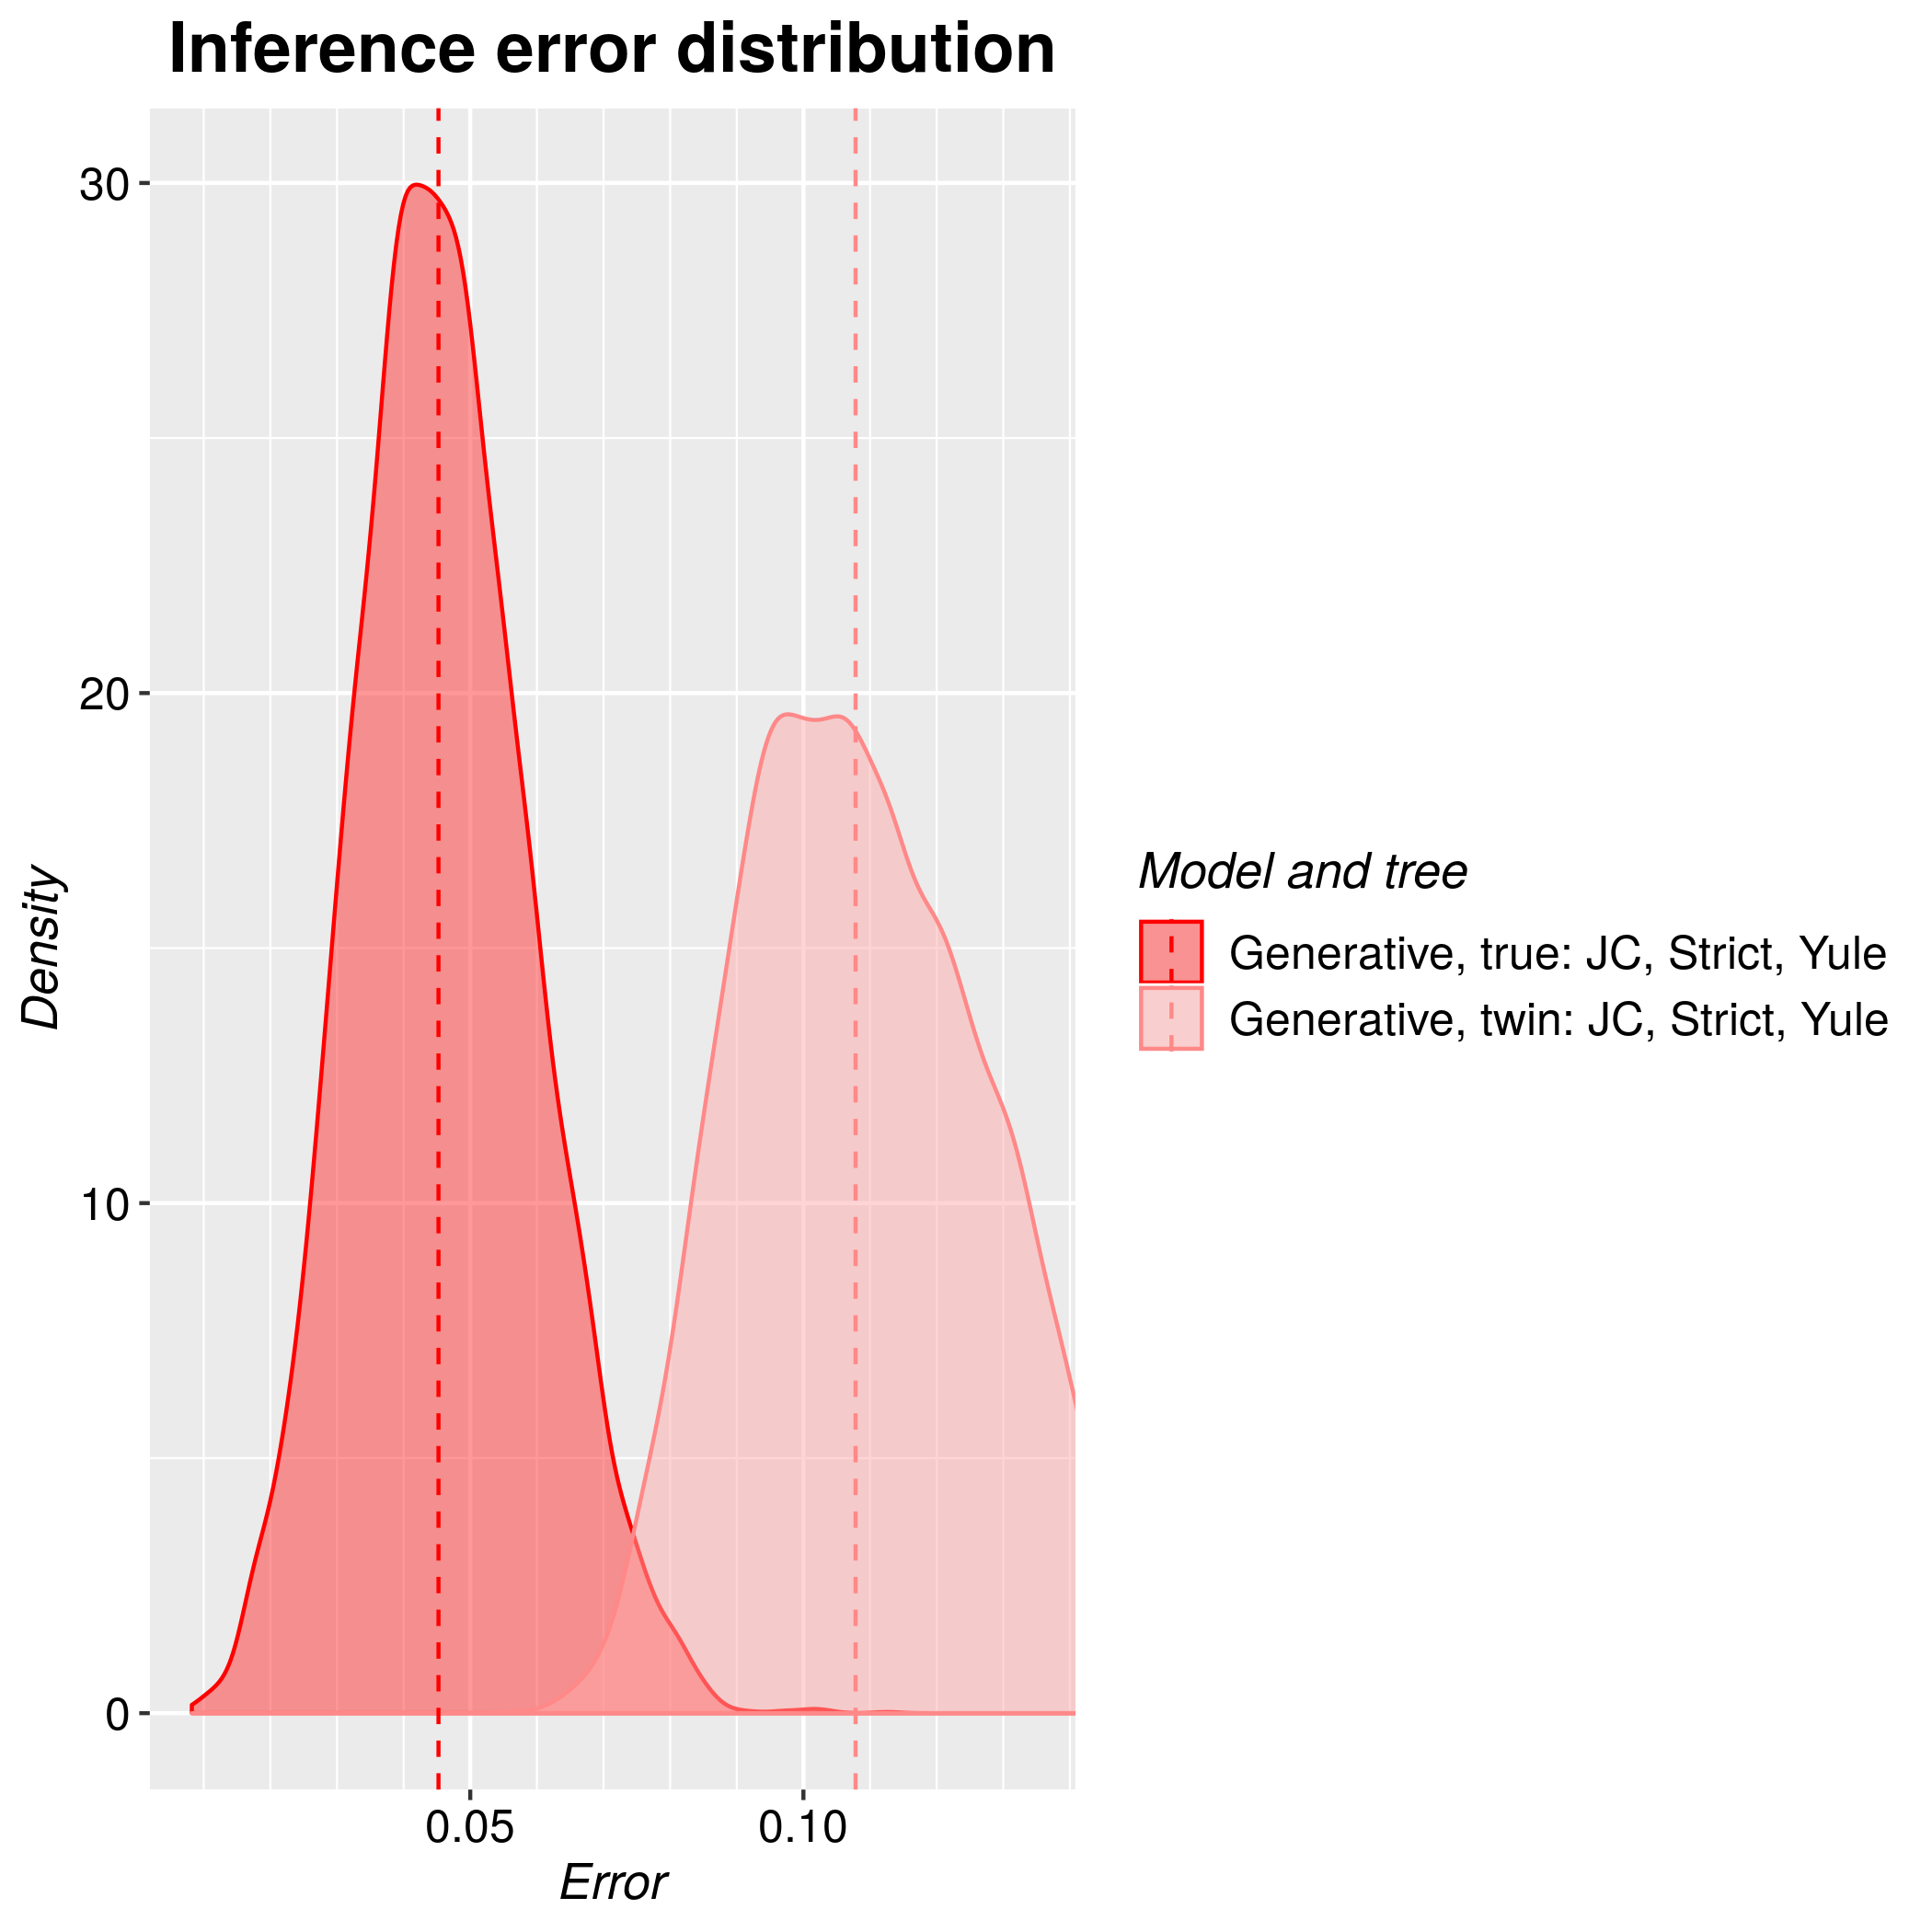 Inference error distribution
30
20
10
0
Density
0.05
0.10
Error
Model and tree
Generative, true: JC, Strict, Yule
Generative, twin: JC, Strict, Yule